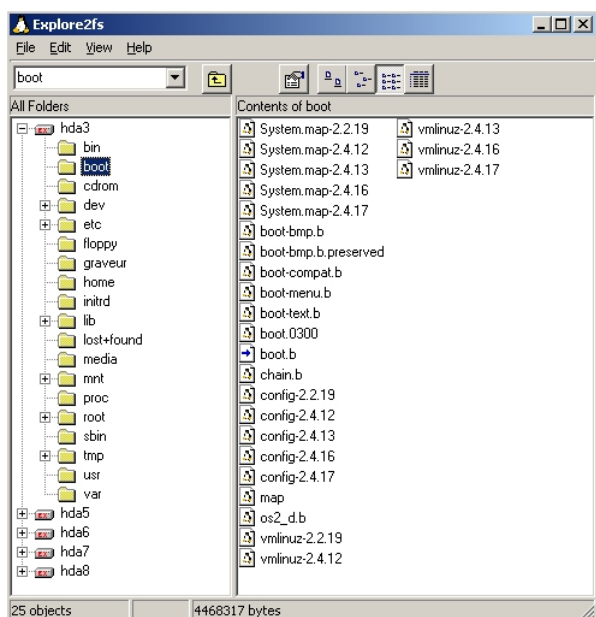 Explore2fs
File Edit View Help
boot
All Folders
Contents of boot
hda3
bin
boot
cdrom
dev
etc
floppy
graveur
home
initrd
lib
lost+found
media
mnt
proc
root
sbin
tmp
usr
var
hda5
hda6
hda7
hda8
System.map-2.2.19
System.map-2.4.12
System.map-2.4.13
System.map-2.4.16
System.map-2.4.17
boot-bmp.b
boot-bmp.b.preserved
boot-compat.b
boot-menu.b
boot-text.b
boot.0300
boot.b
chain.b
config-2.2.19
config-2.4.12
config-2.4.13
config-2.4.16
config-2.4.17
map
os2_d.b
vmlinuz-2.2.19
vmlinuz-2.4.12
vmlinuz-2.4.13
vmlinuz-2.4.16
vmlinuz-2.4.17
25 objects
4468317 bytes